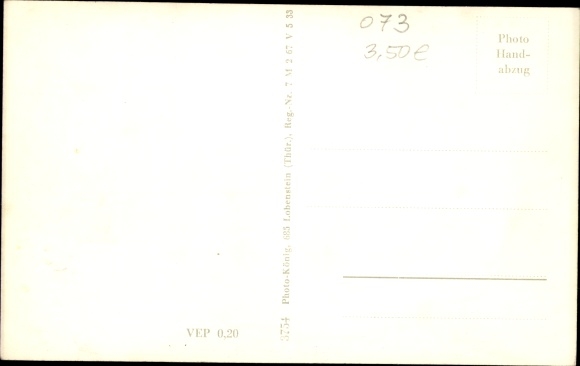 073
3,50€
Photo
Hand-
abzug
3754 Photo-König, 685 Lobenstein (Thür.), Reg.-Nr. 7 M 2 67 V 5 33
VEP 0,20